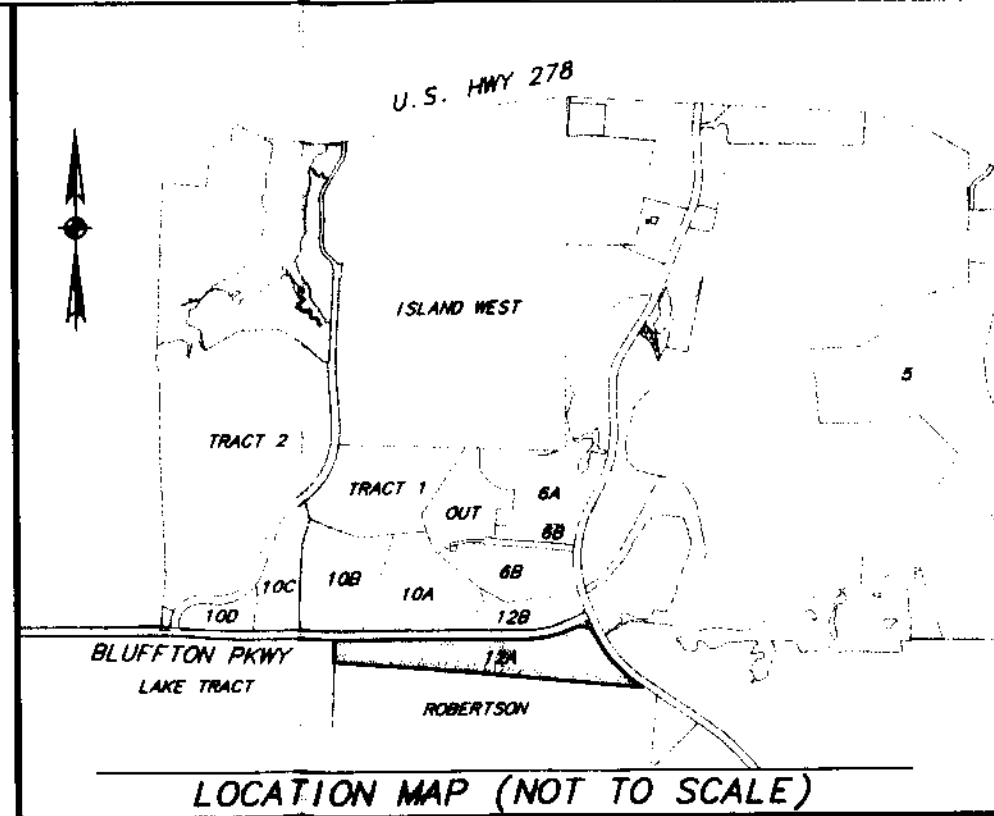 U.S. HWY 278
ISLAND WEST
5
TRACT 2
TRACT 1
OUT
6A
6B
6B
10C
10B
10A
10D
12B
BLUFFTON PKWY
12A
LAKE TRACT
ROBERTSON
LOCATION MAP (NOT TO SCALE)